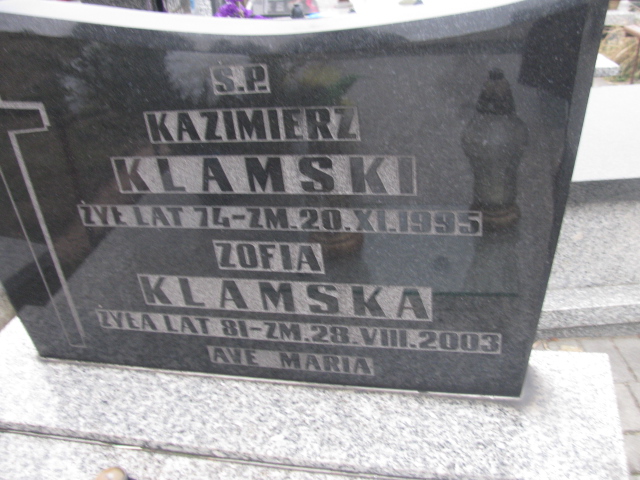 Ś.P.
KAZIMIERZ
KLAMSKI
ŻYŁ LAT 74-ZM.20.XI.1995
ZOFIA
KLAMSKA
ŻYŁA LAT 81-ZM.28.VIII.2003
AVE MARIA